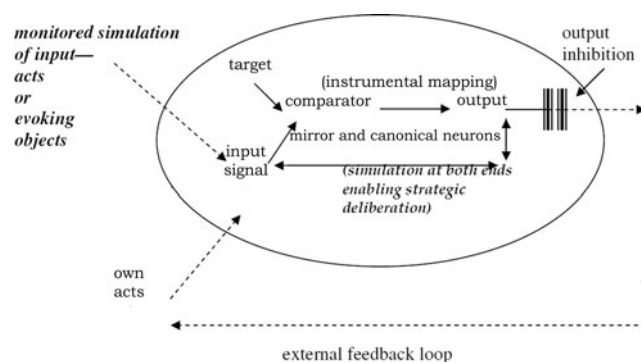 monitored simulation
of input—
acts
or
evoking
objects
output
inhibition
target
(instrumental mapping)
comparator
output
mirror and canonical neurons
input
signal
(simulation at both ends
enabling strategic
deliberation)
own
acts
external feedback loop